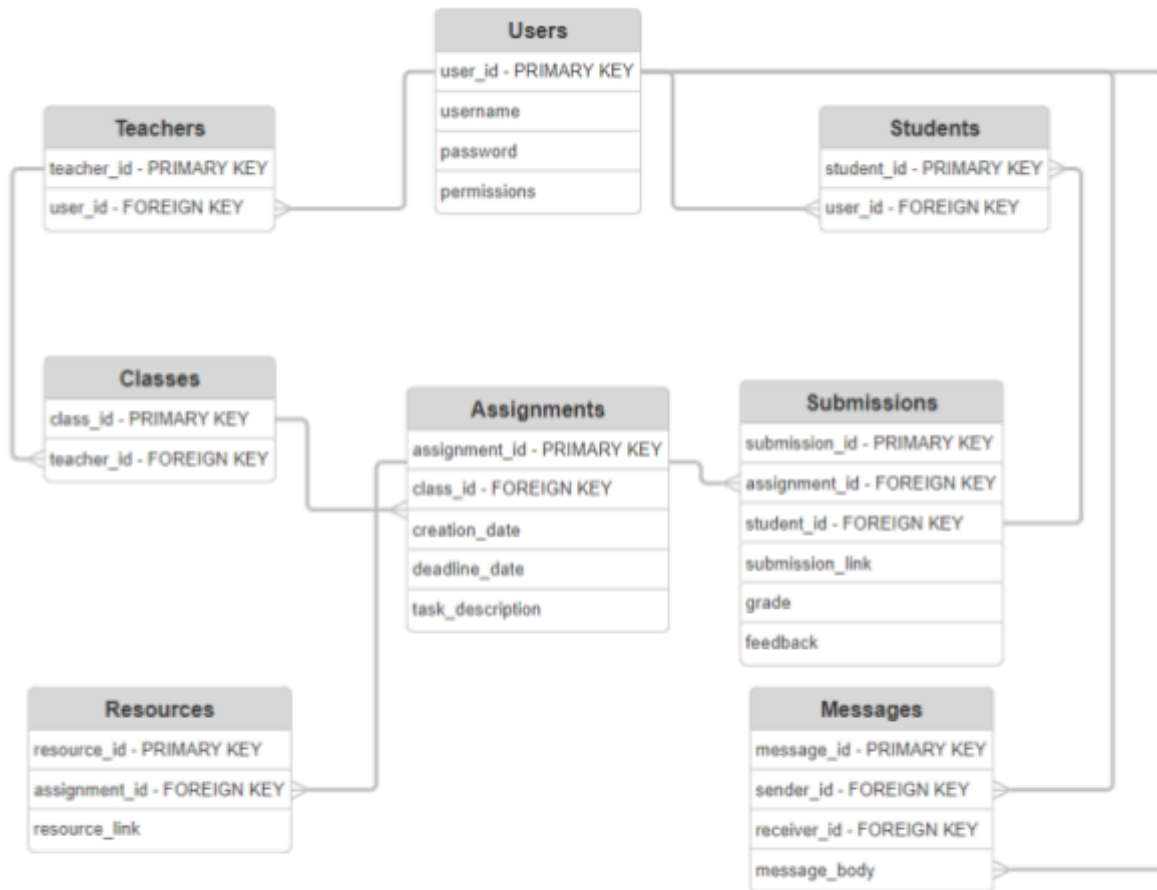 Users
user_id - PRIMARY KEY
username
password
permissions
Teachers
teacher_id - PRIMARY KEY
user_id - FOREIGN KEY
Students
student_id - PRIMARY KEY
user_id - FOREIGN KEY
Classes
class_id - PRIMARY KEY
teacher_id - FOREIGN KEY
Assignments
assignment_id - PRIMARY KEY
class_id - FOREIGN KEY
creation_date
deadline_date
task_description
Submissions
submission_id - PRIMARY KEY
assignment_id - FOREIGN KEY
student_id - FOREIGN KEY
submission_link
grade
feedback
Resources
resource_id - PRIMARY KEY
assignment_id - FOREIGN KEY
resource_link
Messages
message_id - PRIMARY KEY
sender_id - FOREIGN KEY
receiver_id - FOREIGN KEY
message_body